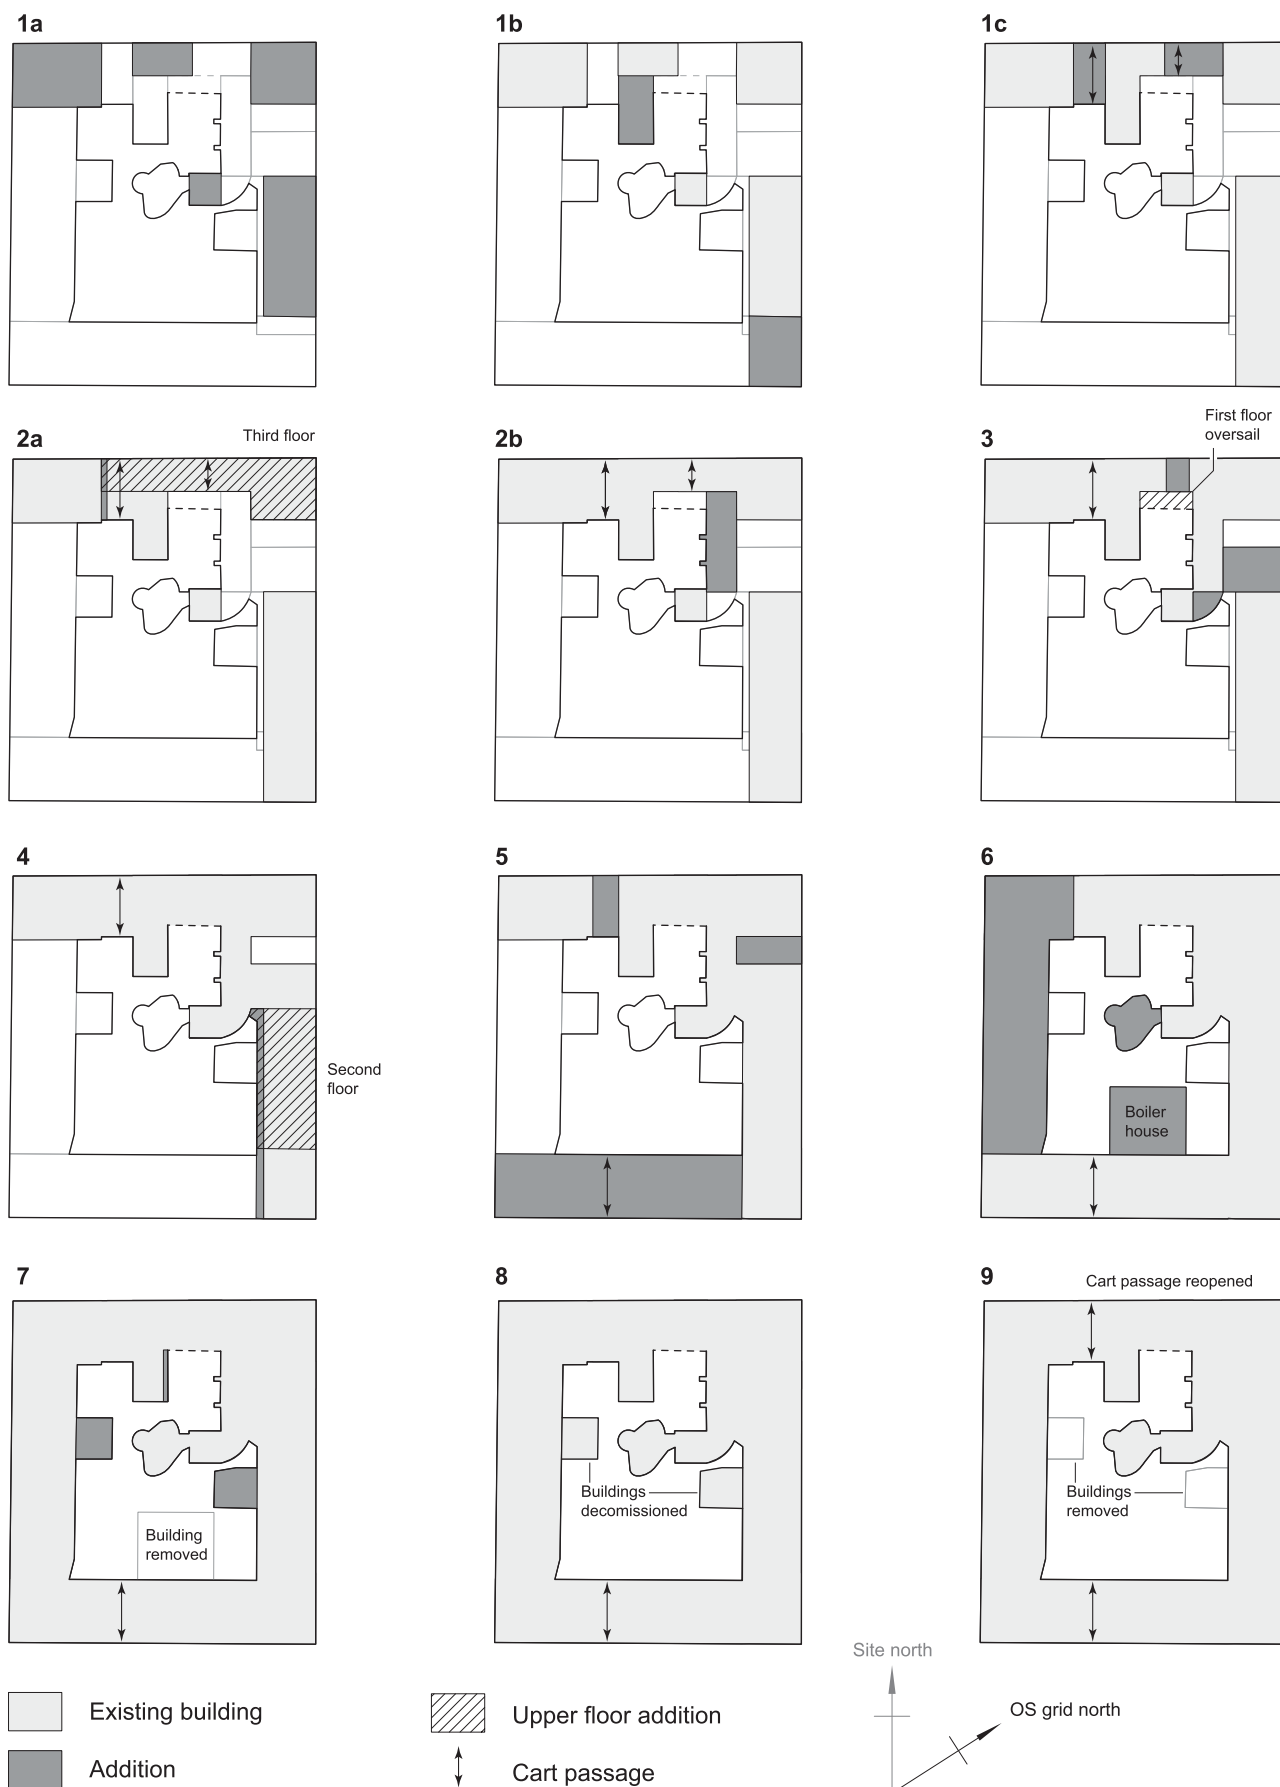 1a
1b
1c
2a
Third floor
2b
3
First floor
oversail
4
Second
floor
5
6
Boiler
house
7
Building
removed
8
Buildings
decomissioned
9
Cart passage reopened
Buildings
removed
Existing building
Addition
Upper floor addition
Cart passage
Site north
OS grid north